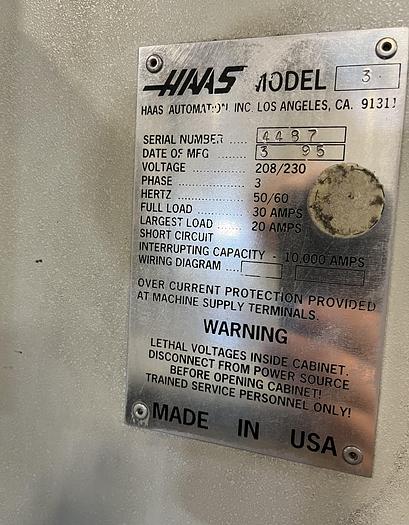 HAAS MODEL 3
HAAS AUTOMATION INC. LOS ANGELES, CA. 91311
SERIAL NUMBER ..... 4487
DATE OF MFG ..... 3 95
VOLTAGE ............ 208/230
PHASE ............... 3
HERTZ ............... 50/60
FULL LOAD .......... 30 AMPS
LARGEST LOAD ... 20 AMPS
SHORT CIRCUIT
INTERRUPTING CAPACITY - 10,000 AMPS
WIRING DIAGRAM ....
OVER CURRENT PROTECTION PROVIDED
AT MACHINE SUPPLY TERMINALS.
WARNING
LETHAL VOLTAGES INSIDE CABINET.
DISCONNECT FROM POWER SOURCE
BEFORE OPENING CABINET!
TRAINED SERVICE PERSONNEL ONLY!
MADE IN USA